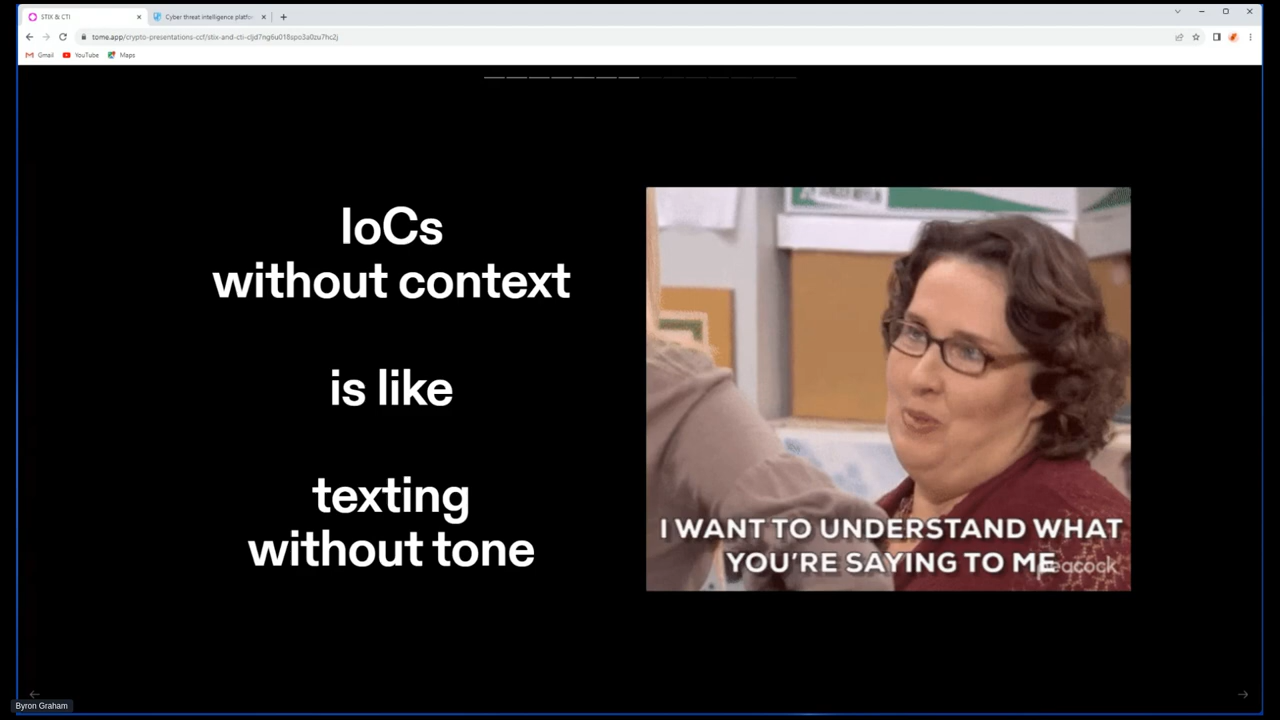 STIX & CTI
Cyber threat intelligence platfo
tome.app/crypto-presentations-ccf/stix-and-cti-cljd7ng6u018spo3a0zu7hc2j
Gmail
YouTube
Maps
IoCs
without context
is like
texting
without tone
I WANT TO UNDERSTAND WHAT
YOU'RE SAYING TO ME
peacock
Byron Graham